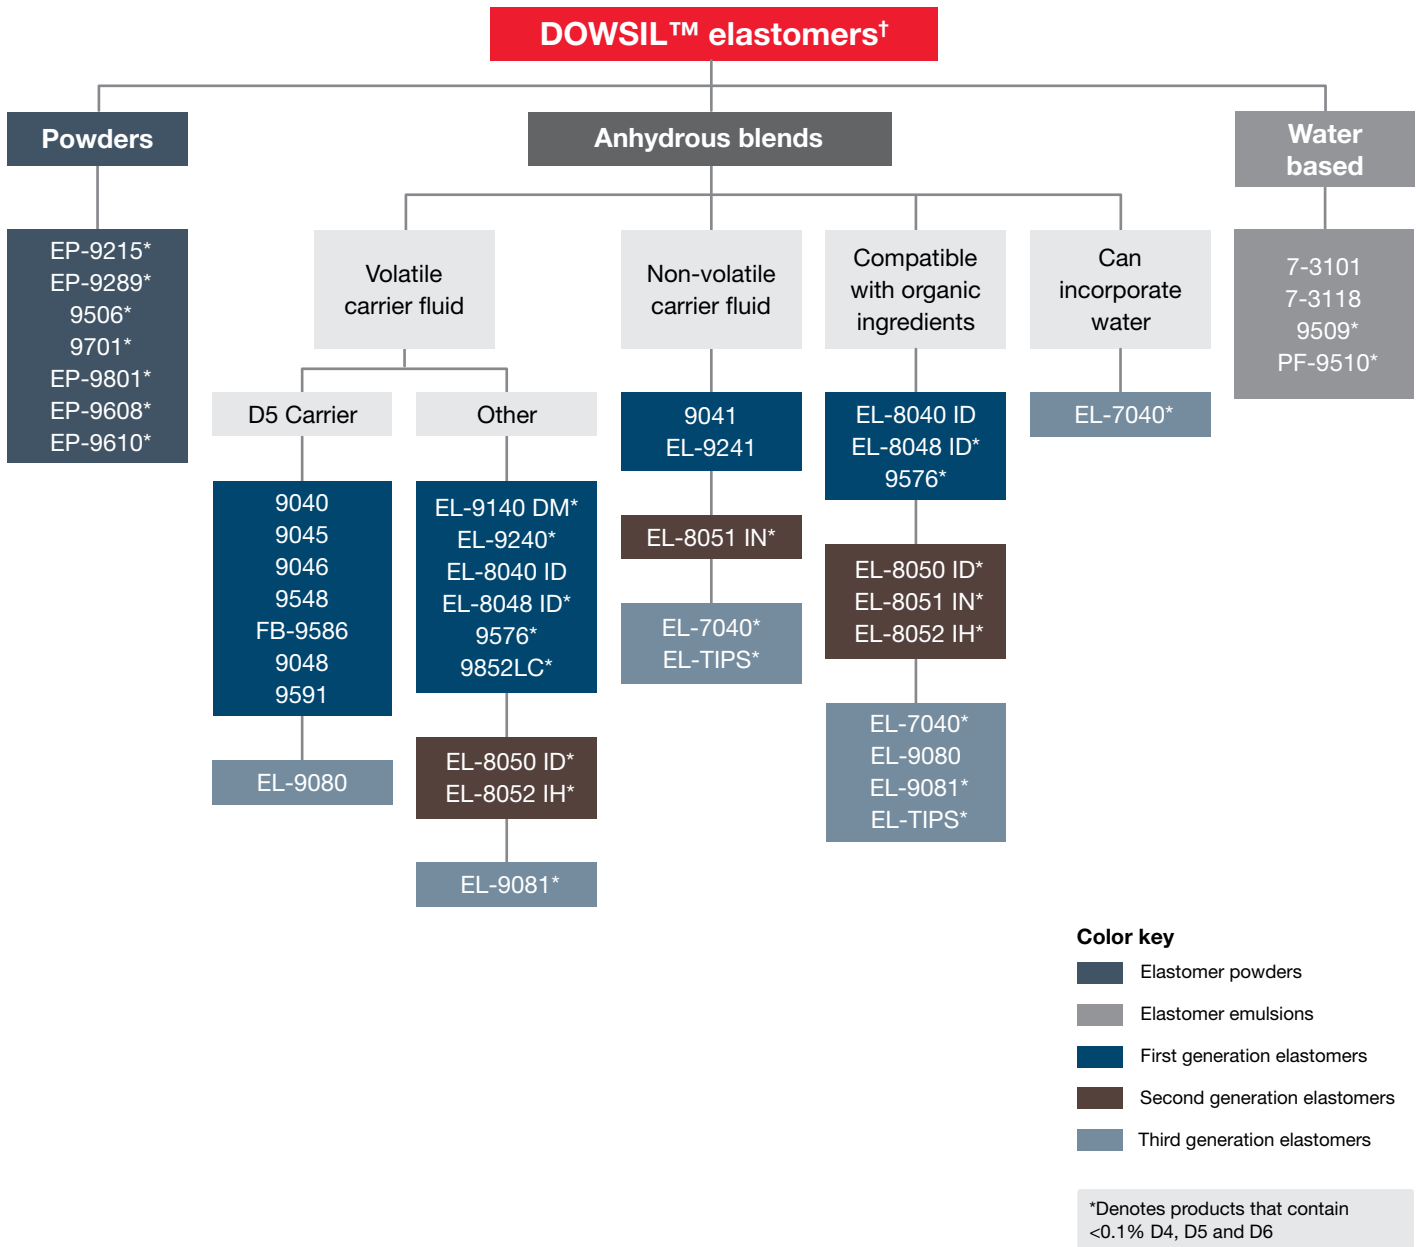 DOWSIL™ elastomers†
Powders
Anhydrous blends
Water
based
EP-9215*
EP-9289*
9506*
9701*
EP-9801*
EP-9608*
EP-9610*
Volatile
carrier fluid
Non-volatile
carrier fluid
Compatible
with organic
ingredients
Can
incorporate
water
7-3101
7-3118
9509*
PF-9510*
D5 Carrier
Other
9040
9045
9046
9548
FB-9586
9048
9591
EL-9080
EL-9140 DM*
EL-9240*
EL-8040 ID
EL-8048 ID*
9576*
9852LC*
EL-8050 ID*
EL-8052 IH*
EL-9081*
9041
EL-9241
EL-8051 IN*
EL-7040*
EL-TIPS*
EL-8040 ID
EL-8048 ID*
9576*
EL-8050 ID*
EL-8051 IN*
EL-8052 IH*
EL-7040*
EL-9080
EL-9081*
EL-TIPS*
EL-7040*
Color key
Elastomer powders
Elastomer emulsions
First generation elastomers
Second generation elastomers
Third generation elastomers
*Denotes products that contain
<0.1% D4, D5 and D6